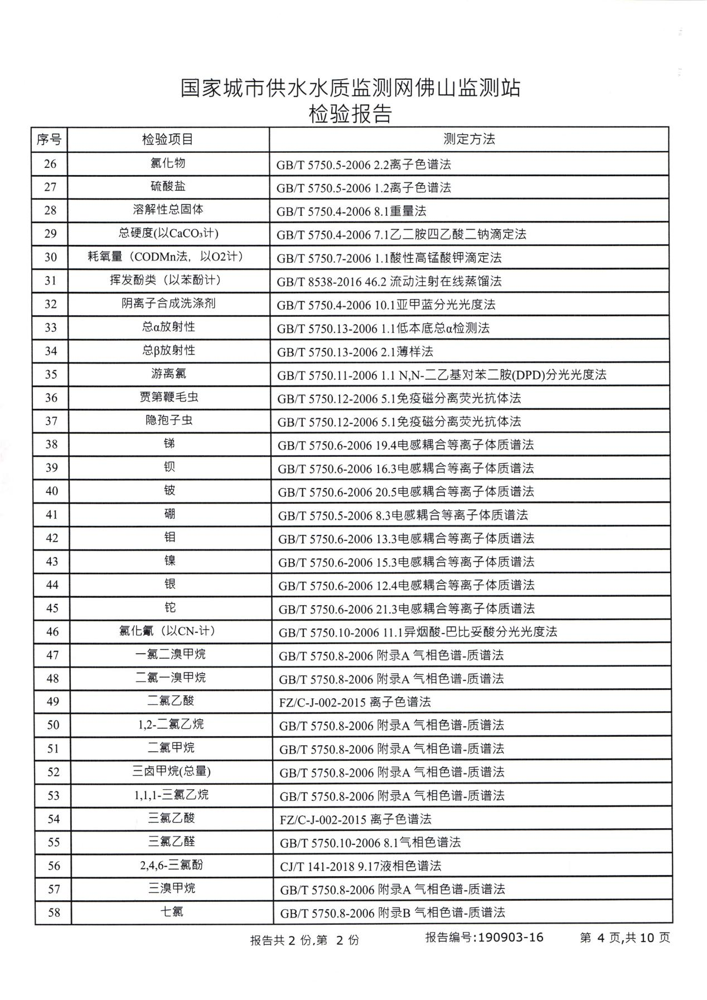 国家城市供水水质监测网佛山监测站
检验报告
序号 检验项目 测定方法
26 氯化物 GB/T 5750.5-2006 2.2离子色谱法
27 硫酸盐 GB/T 5750.5-2006 1.2离子色谱法
28 溶解性总固体 GB/T 5750.4-2006 8.1重量法
29 总硬度(以CaCO₃计) GB/T 5750.4-2006 7.1乙二胺四乙酸二钠滴定法
30 耗氧量（CODMn法，以O2计） GB/T 5750.7-2006 1.1酸性高锰酸钾滴定法
31 挥发酚类（以苯酚计） GB/T 8538-2016 46.2 流动注射在线蒸馏法
32 阴离子合成洗涤剂 GB/T 5750.4-2006 10.1亚甲蓝分光光度法
33 总α放射性 GB/T 5750.13-2006 1.1低本底总α检测法
34 总β放射性 GB/T 5750.13-2006 2.1薄样法
35 游离氯 GB/T 5750.11-2006 1.1 N,N-二乙基对苯二胺(DPD)分光光度法
36 贾第鞭毛虫 GB/T 5750.12-2006 5.1免疫磁分离荧光抗体法
37 隐孢子虫 GB/T 5750.12-2006 5.1免疫磁分离荧光抗体法
38 锑 GB/T 5750.6-2006 19.4电感耦合等离子体质谱法
39 钡 GB/T 5750.6-2006 16.3电感耦合等离子体质谱法
40 铍 GB/T 5750.6-2006 20.5电感耦合等离子体质谱法
41 硼 GB/T 5750.5-2006 8.3电感耦合等离子体质谱法
42 钼 GB/T 5750.6-2006 13.3电感耦合等离子体质谱法
43 镍 GB/T 5750.6-2006 15.3电感耦合等离子体质谱法
44 银 GB/T 5750.6-2006 12.4电感耦合等离子体质谱法
45 铊 GB/T 5750.6-2006 21.3电感耦合等离子体质谱法
46 氯化氰（以CN-计） GB/T 5750.10-2006 11.1异烟酸-巴比妥酸分光光度法
47 一氯二溴甲烷 GB/T 5750.8-2006 附录A 气相色谱-质谱法
48 二氯一溴甲烷 GB/T 5750.8-2006 附录A 气相色谱-质谱法
49 二氯乙酸 FZ/C-J-002-2015 离子色谱法
50 1,2-二氯乙烷 GB/T 5750.8-2006 附录A 气相色谱-质谱法
51 二氯甲烷 GB/T 5750.8-2006 附录A 气相色谱-质谱法
52 三卤甲烷(总量) GB/T 5750.8-2006 附录A 气相色谱-质谱法
53 1,1,1-三氯乙烷 GB/T 5750.8-2006 附录A 气相色谱-质谱法
54 三氯乙酸 FZ/C-J-002-2015 离子色谱法
55 三氯乙醛 GB/T 5750.10-2006 8.1气相色谱法
56 2,4,6-三氯酚 CJ/T 141-2018 9.17液相色谱法
57 三溴甲烷 GB/T 5750.8-2006 附录A 气相色谱-质谱法
58 七氯 GB/T 5750.8-2006 附录B 气相色谱-质谱法
报告共 2 份,第 2 份 报告编号:190903-16 第 4 页,共 10 页